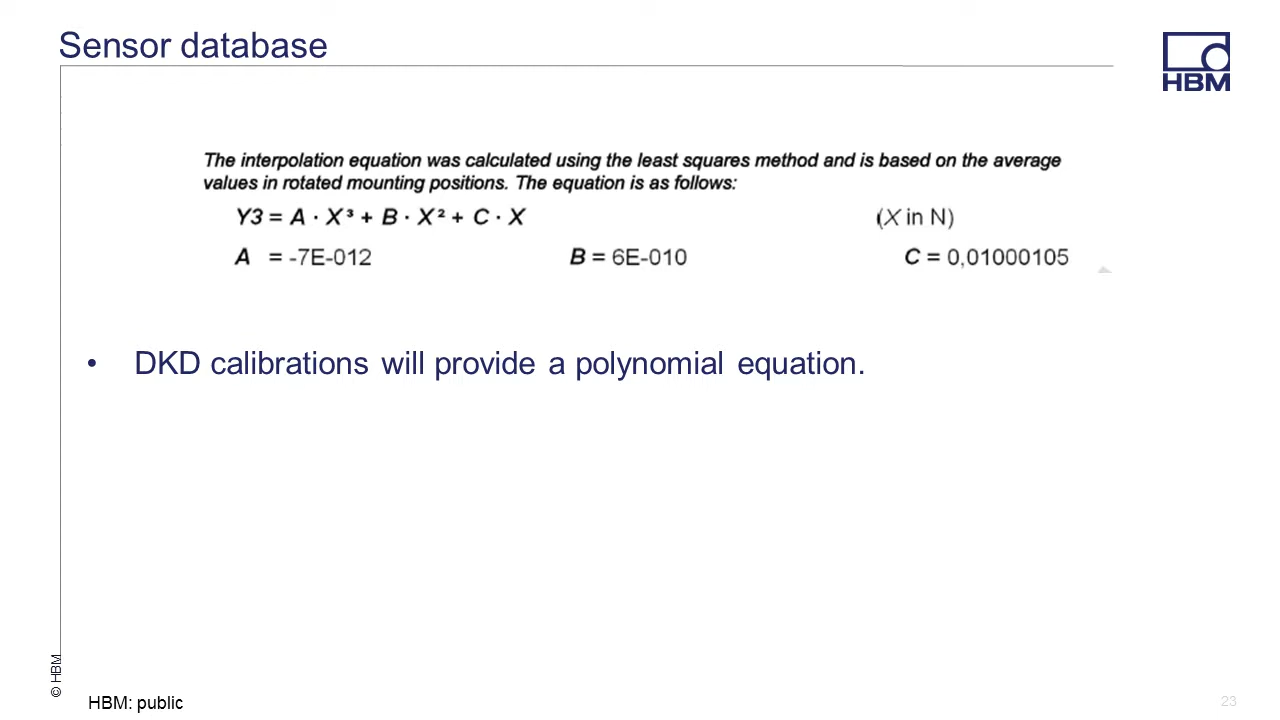 Sensor database
HBM
The interpolation equation was calculated using the least squares method and is based on the average
values in rotated mounting positions. The equation is as follows:
Y3 = A · X³ + B · X² + C · X (X in N)
A = -7E-012 B = 6E-010 C = 0,01000105
• DKD calibrations will provide a polynomial equation.
© HBM
HBM: public
23